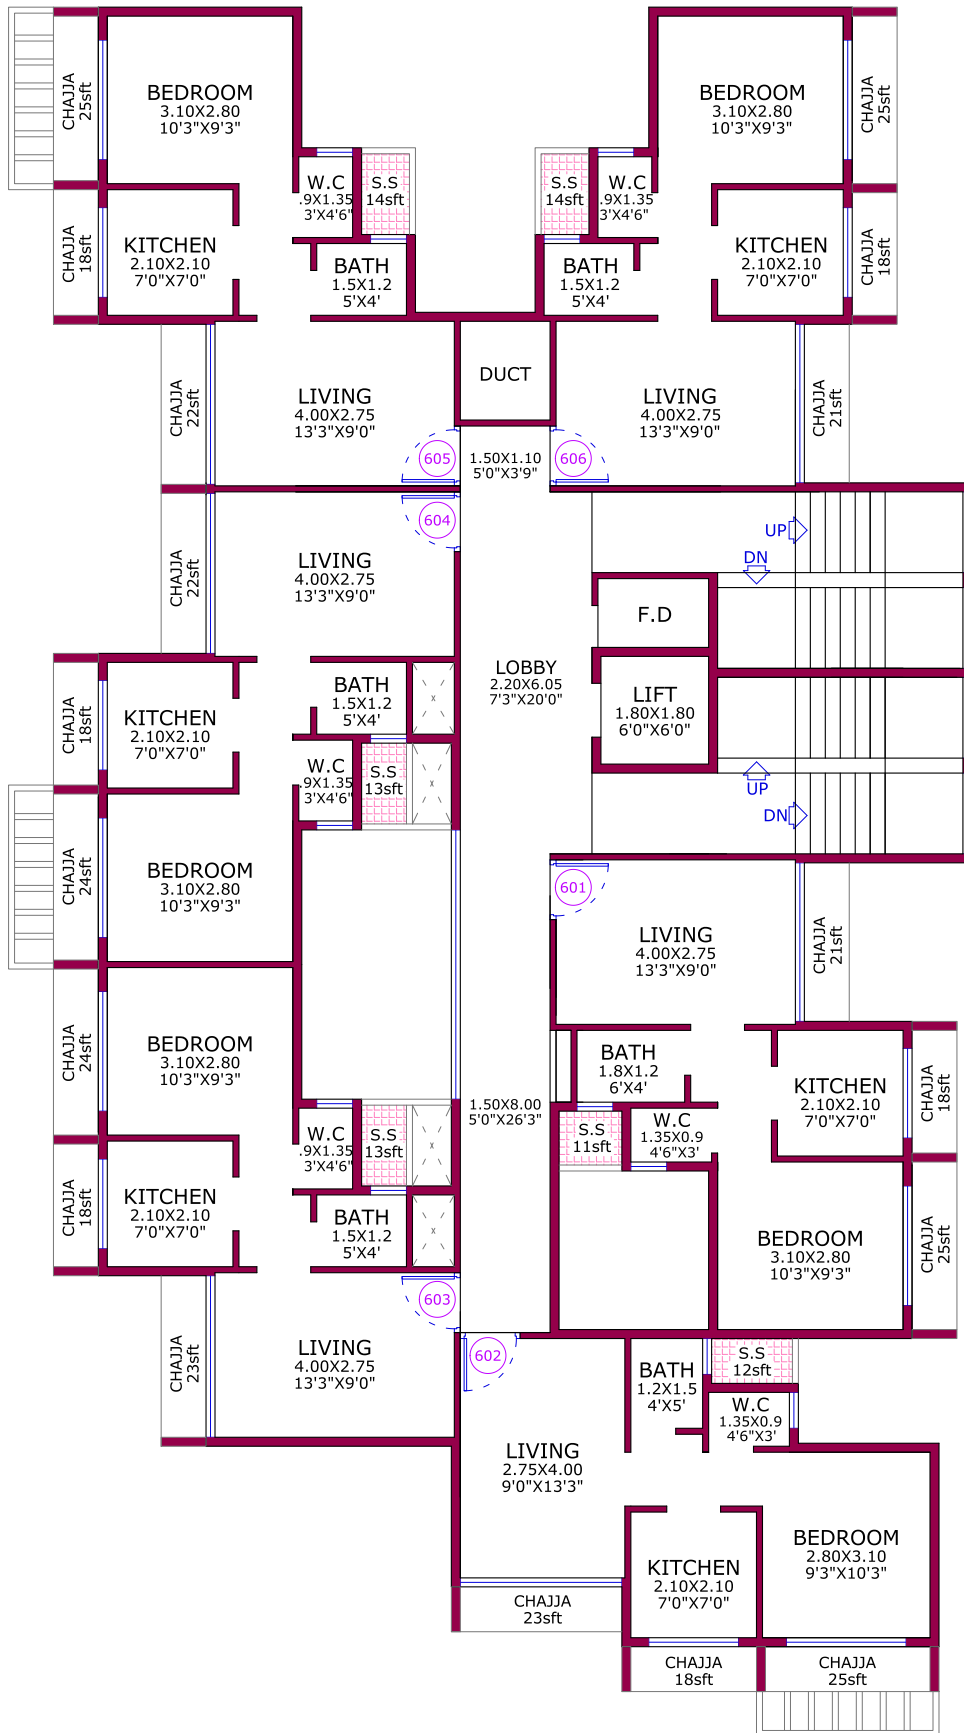 BEDROOM
3.10X2.80
10'3"X9'3"
CHAJJA
25sft
W.C
.9X1.35
3'X4'6"
S.S
14sft
KITCHEN
2.10X2.10
7'0"X7'0"
CHAJJA
18sft
BATH
1.5X1.2
5'X4'
BEDROOM
3.10X2.80
10'3"X9'3"
CHAJJA
25sft
S.S
14sft
W.C
.9X1.35
3'X4'6"
BATH
1.5X1.2
5'X4'
KITCHEN
2.10X2.10
7'0"X7'0"
CHAJJA
18sft
CHAJJA
22sft
LIVING
4.00X2.75
13'3"X9'0"
605
DUCT
1.50X1.10
5'0"X3'9"
606
LIVING
4.00X2.75
13'3"X9'0"
CHAJJA
21sft
CHAJJA
22sft
LIVING
4.00X2.75
13'3"X9'0"
604
UP
DN
F.D
LOBBY
2.20X6.05
7'3"X20'0"
LIFT
1.80X1.80
6'0"X6'0"
UP
DN
CHAJJA
18sft
KITCHEN
2.10X2.10
7'0"X7'0"
BATH
1.5X1.2
5'X4'
W.C
.9X1.35
3'X4'6"
S.S
13sft
CHAJJA
24sft
BEDROOM
3.10X2.80
10'3"X9'3"
601
LIVING
4.00X2.75
13'3"X9'0"
CHAJJA
21sft
CHAJJA
24sft
BEDROOM
3.10X2.80
10'3"X9'3"
BATH
1.8X1.2
6'X4'
KITCHEN
2.10X2.10
7'0"X7'0"
CHAJJA
18sft
1.50X8.00
5'0"X26'3"
W.C
.9X1.35
3'X4'6"
S.S
13sft
S.S
11sft
W.C
1.35X0.9
4'6"X3'
CHAJJA
18sft
KITCHEN
2.10X2.10
7'0"X7'0"
BATH
1.5X1.2
5'X4'
BEDROOM
3.10X2.80
10'3"X9'3"
CHAJJA
25sft
603
CHAJJA
23sft
LIVING
4.00X2.75
13'3"X9'0"
602
BATH
1.2X1.5
4'X5'
S.S
12sft
W.C
1.35X0.9
4'6"X3'
LIVING
2.75X4.00
9'0"X13'3"
BEDROOM
2.80X3.10
9'3"X10'3"
KITCHEN
2.10X2.10
7'0"X7'0"
CHAJJA
23sft
CHAJJA
18sft
CHAJJA
25sft